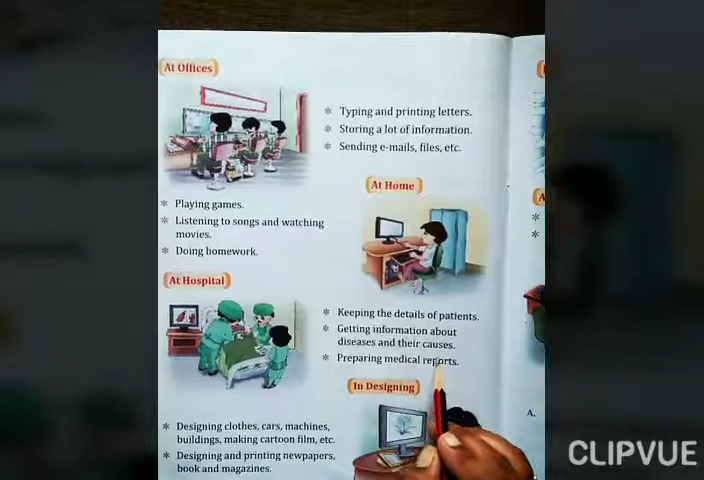 At Offices
* Typing and printing letters.
* Storing a lot of information.
* Sending e-mails, files, etc.
At Home
* Playing games.
* Listening to songs and watching
movies.
* Doing homework.
At Hospital
* Keeping the details of patients.
* Getting information about
diseases and their causes.
* Preparing medical reports.
In Designing
* Designing clothes, cars, machines,
buildings, making cartoon film, etc.
* Designing and printing newpapers,
book and magazines.
A.
CLIPVUE